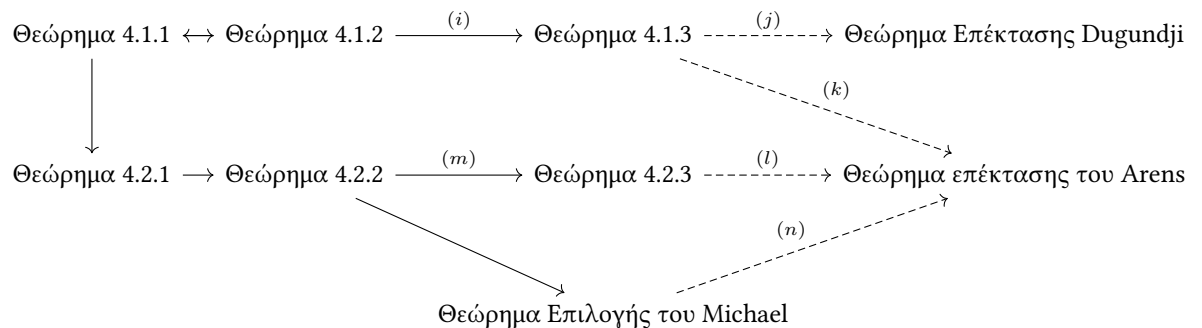 Θεώρημα 4.1.1 ↔ Θεώρημα 4.1.2 (i) Θεώρημα 4.1.3 (j) Θεώρημα Επέκτασης Dugundji
(k)
Θεώρημα 4.2.1 → Θεώρημα 4.2.2 (m) Θεώρημα 4.2.3 (l) Θεώρημα επέκτασης του Arens
(n)
Θεώρημα Επιλογής του Michael